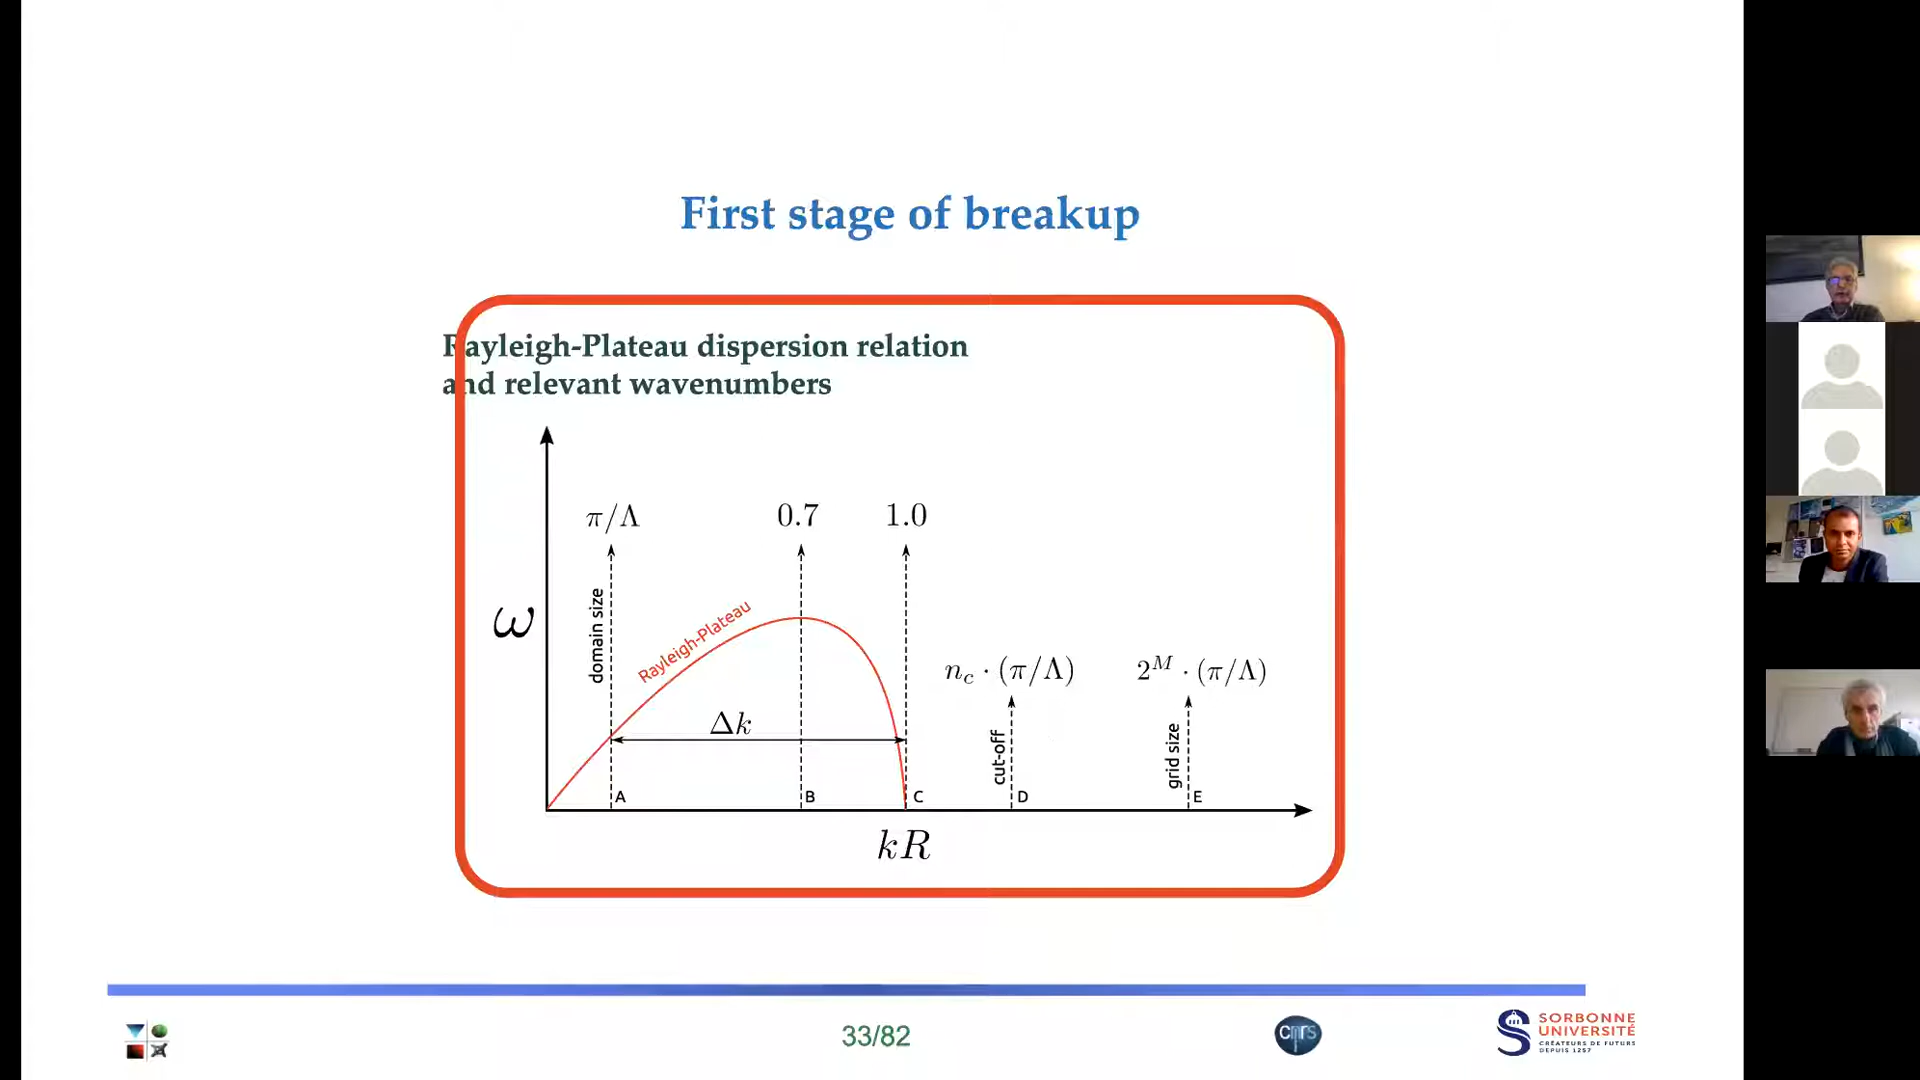 First stage of breakup
Rayleigh-Plateau dispersion relation
and relevant wavenumbers
π/Λ
0.7
1.0
ω
domain size
Rayleigh-Plateau
Δk
n_c · (π/Λ)
2^M · (π/Λ)
cut-off
grid size
A
B
C
D
E
kR
33/82
cnrs
SORBONNE
UNIVERSITÉ
CRÉATEURS DE FUTURS
DEPUIS 1257